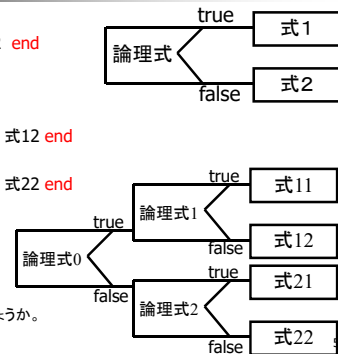 end
true
式1
論理式
式2
false
式12 end
式22 end
true
式11
論理式1
true
false
式12
論理式0
true
式21
false
論理式2
ょうか。
false
式22